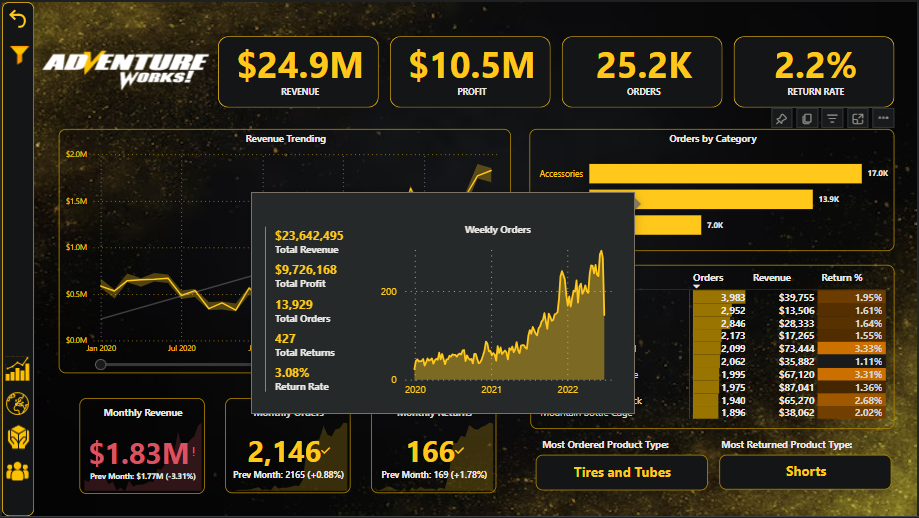 ADVENTURE
WORKS!
$24.9M
REVENUE
$10.5M
PROFIT
25.2K
ORDERS
2.2%
RETURN RATE
Revenue Trending
$2.0M
$1.5M
$1.0M
$0.5M
$0.0M
Jan 2020
Jul 2020
Orders by Category
Accessories
17.0K
13.9K
7.0K
$23,642,495
Total Revenue
$9,726,168
Total Profit
13,929
Total Orders
427
Total Returns
3.08%
Return Rate
Weekly Orders
200
0
2020
2021
2022
Orders Revenue Return %
3,983 $39,755 1.95%
2,952 $13,506 1.61%
2,846 $28,333 1.64%
2,173 $17,265 1.55%
2,099 $73,444 3.33%
2,062 $35,882 1.11%
1,995 $67,120 3.31%
1,975 $87,041 1.36%
1,940 $65,270 2.68%
1,896 $38,062 2.02%
Monthly Revenue
$1.83M!
Prev Month: $1.77M (-3.31%)
Monthly Orders
2,146
Prev Month: 2165 (+0.88%)
Monthly Returns
166
Prev Month: 169 (+1.78%)
Most Ordered Product Type:
Tires and Tubes
Most Returned Product Type:
Shorts